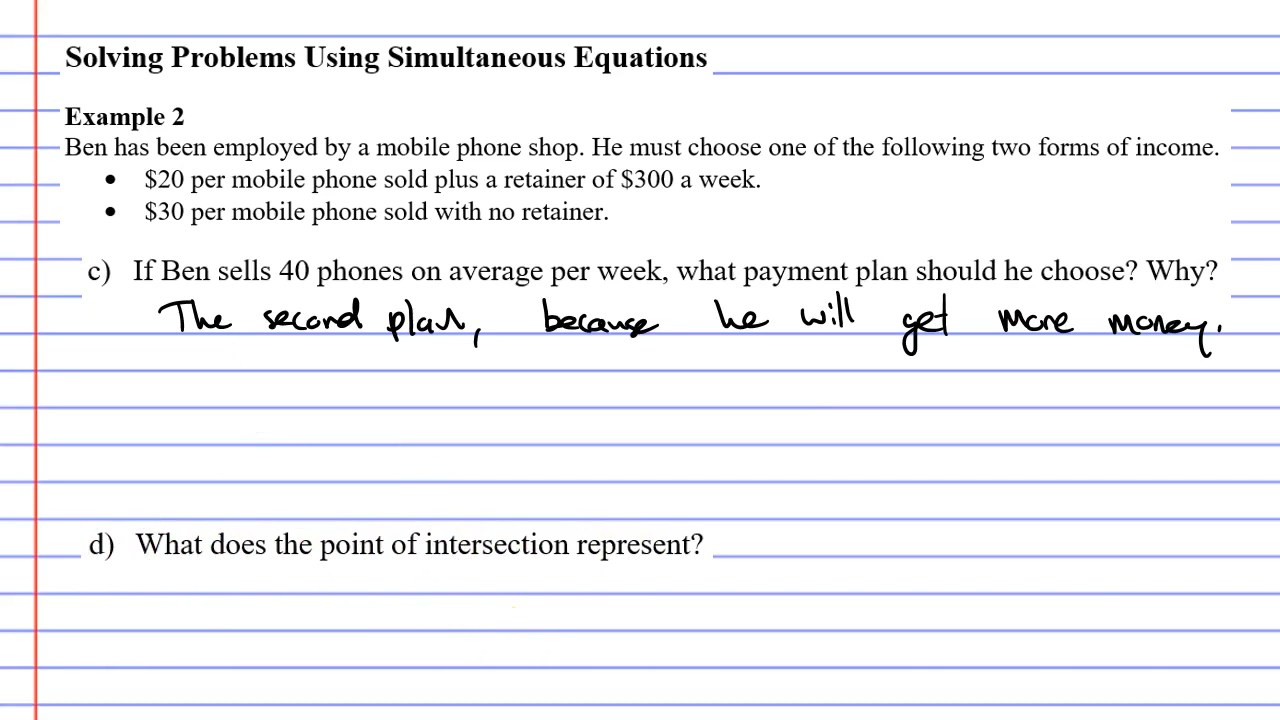 Solving Problems Using Simultaneous Equations
Example 2
Ben has been employed by a mobile phone shop. He must choose one of the following two forms of income.
• $20 per mobile phone sold plus a retainer of $300 a week.
• $30 per mobile phone sold with no retainer.
c) If Ben sells 40 phones on average per week, what payment plan should he choose? Why?
The second plan, because he will get more money.
d) What does the point of intersection represent?